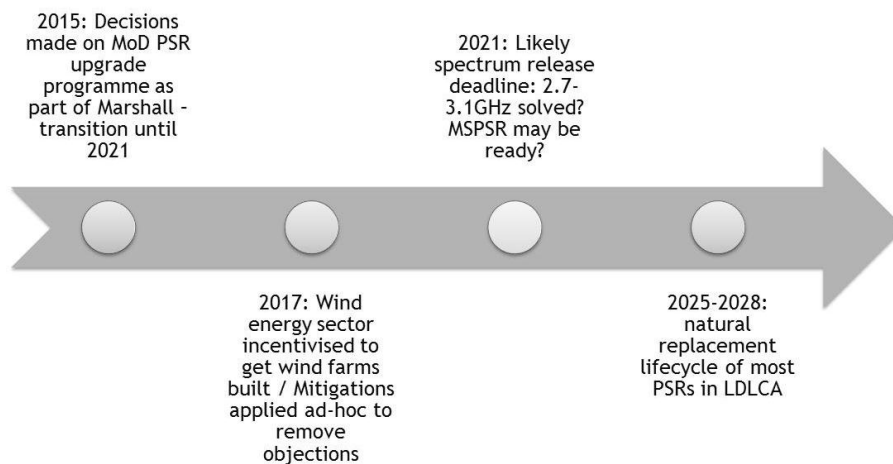 2015: Decisions
made on MoD PSR
upgrade
programme as
part of Marshall –
transition until
2021
2017: Wind
energy sector
incentivised to
get wind farms
built / Mitigations
applied ad-hoc to
remove
objections
2021: Likely
spectrum release
deadline: 2.7-
3.1GHz solved?
MSPSR may be
ready?
2025-2028:
natural
replacement
lifecycle of most
PSRs in LDLCA